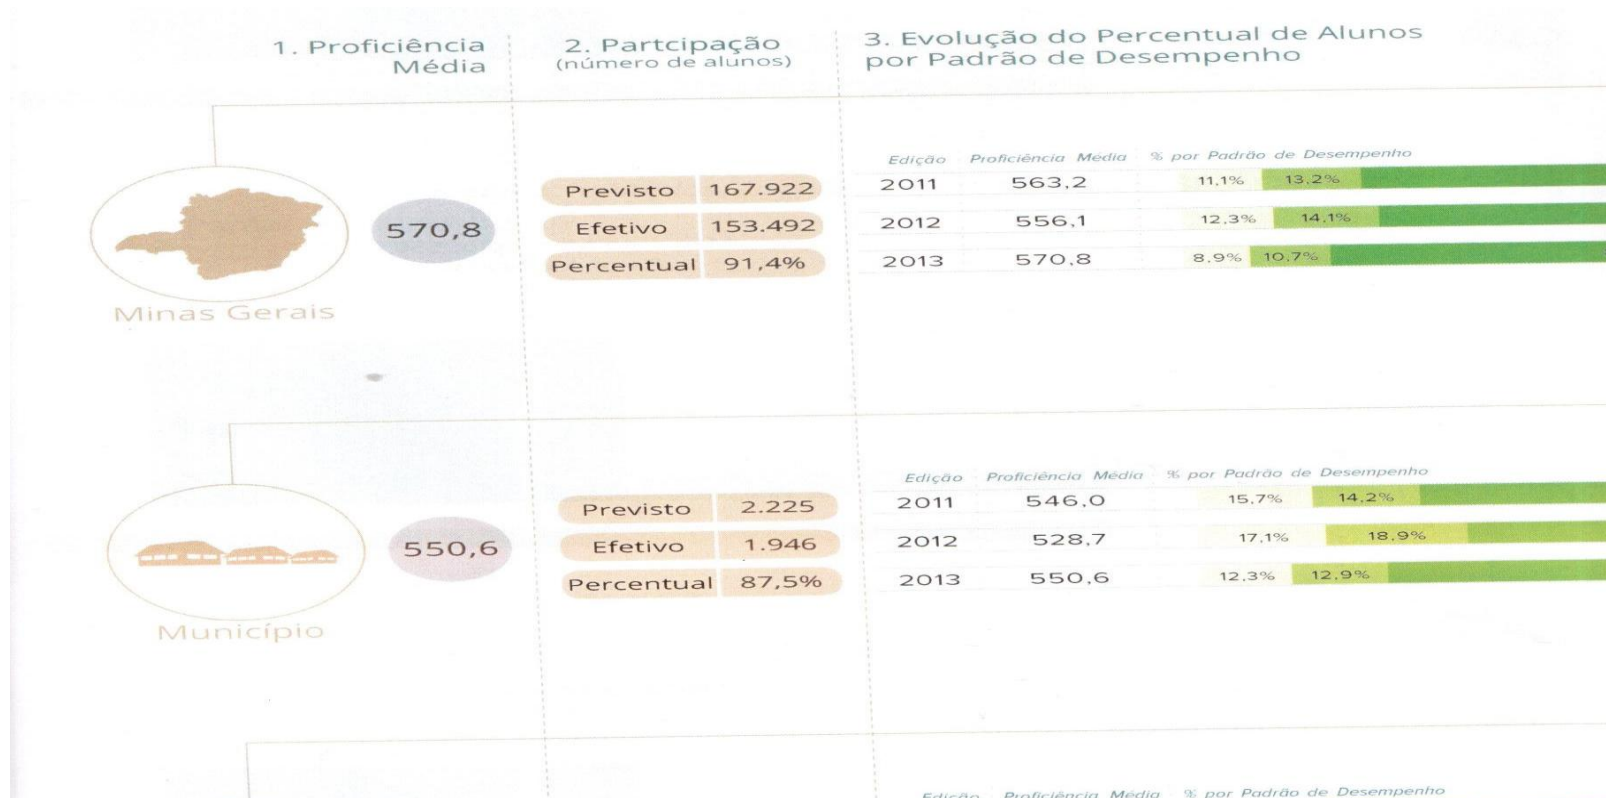 1. Proficiência
Média
2. Partcipação
(número de alunos)
3. Evolução do Percentual de Alunos
por Padrão de Desempenho
Minas Gerais
570,8
Previsto 167.922
Efetivo 153.492
Percentual 91,4%
Edição Proficiência Média % por Padrão de Desempenho
2011 563,2 11,1% 13,2%
2012 556,1 12,3% 14,1%
2013 570,8 8,9% 10,7%
Município
550,6
Previsto 2.225
Efetivo 1.946
Percentual 87,5%
Edição Proficiência Média % por Padrão de Desempenho
2011 546,0 15,7% 14,2%
2012 528,7 17,1% 18,9%
2013 550,6 12,3% 12,9%
Edição Proficiência Média % por Padrão de Desempenho